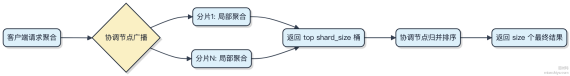 客户端请求聚合
协调节点广播
分片1: 局部聚合
分片N: 局部聚合
返回 top shard_size 桶
协调节点归并排序
返回 size 个最终结果